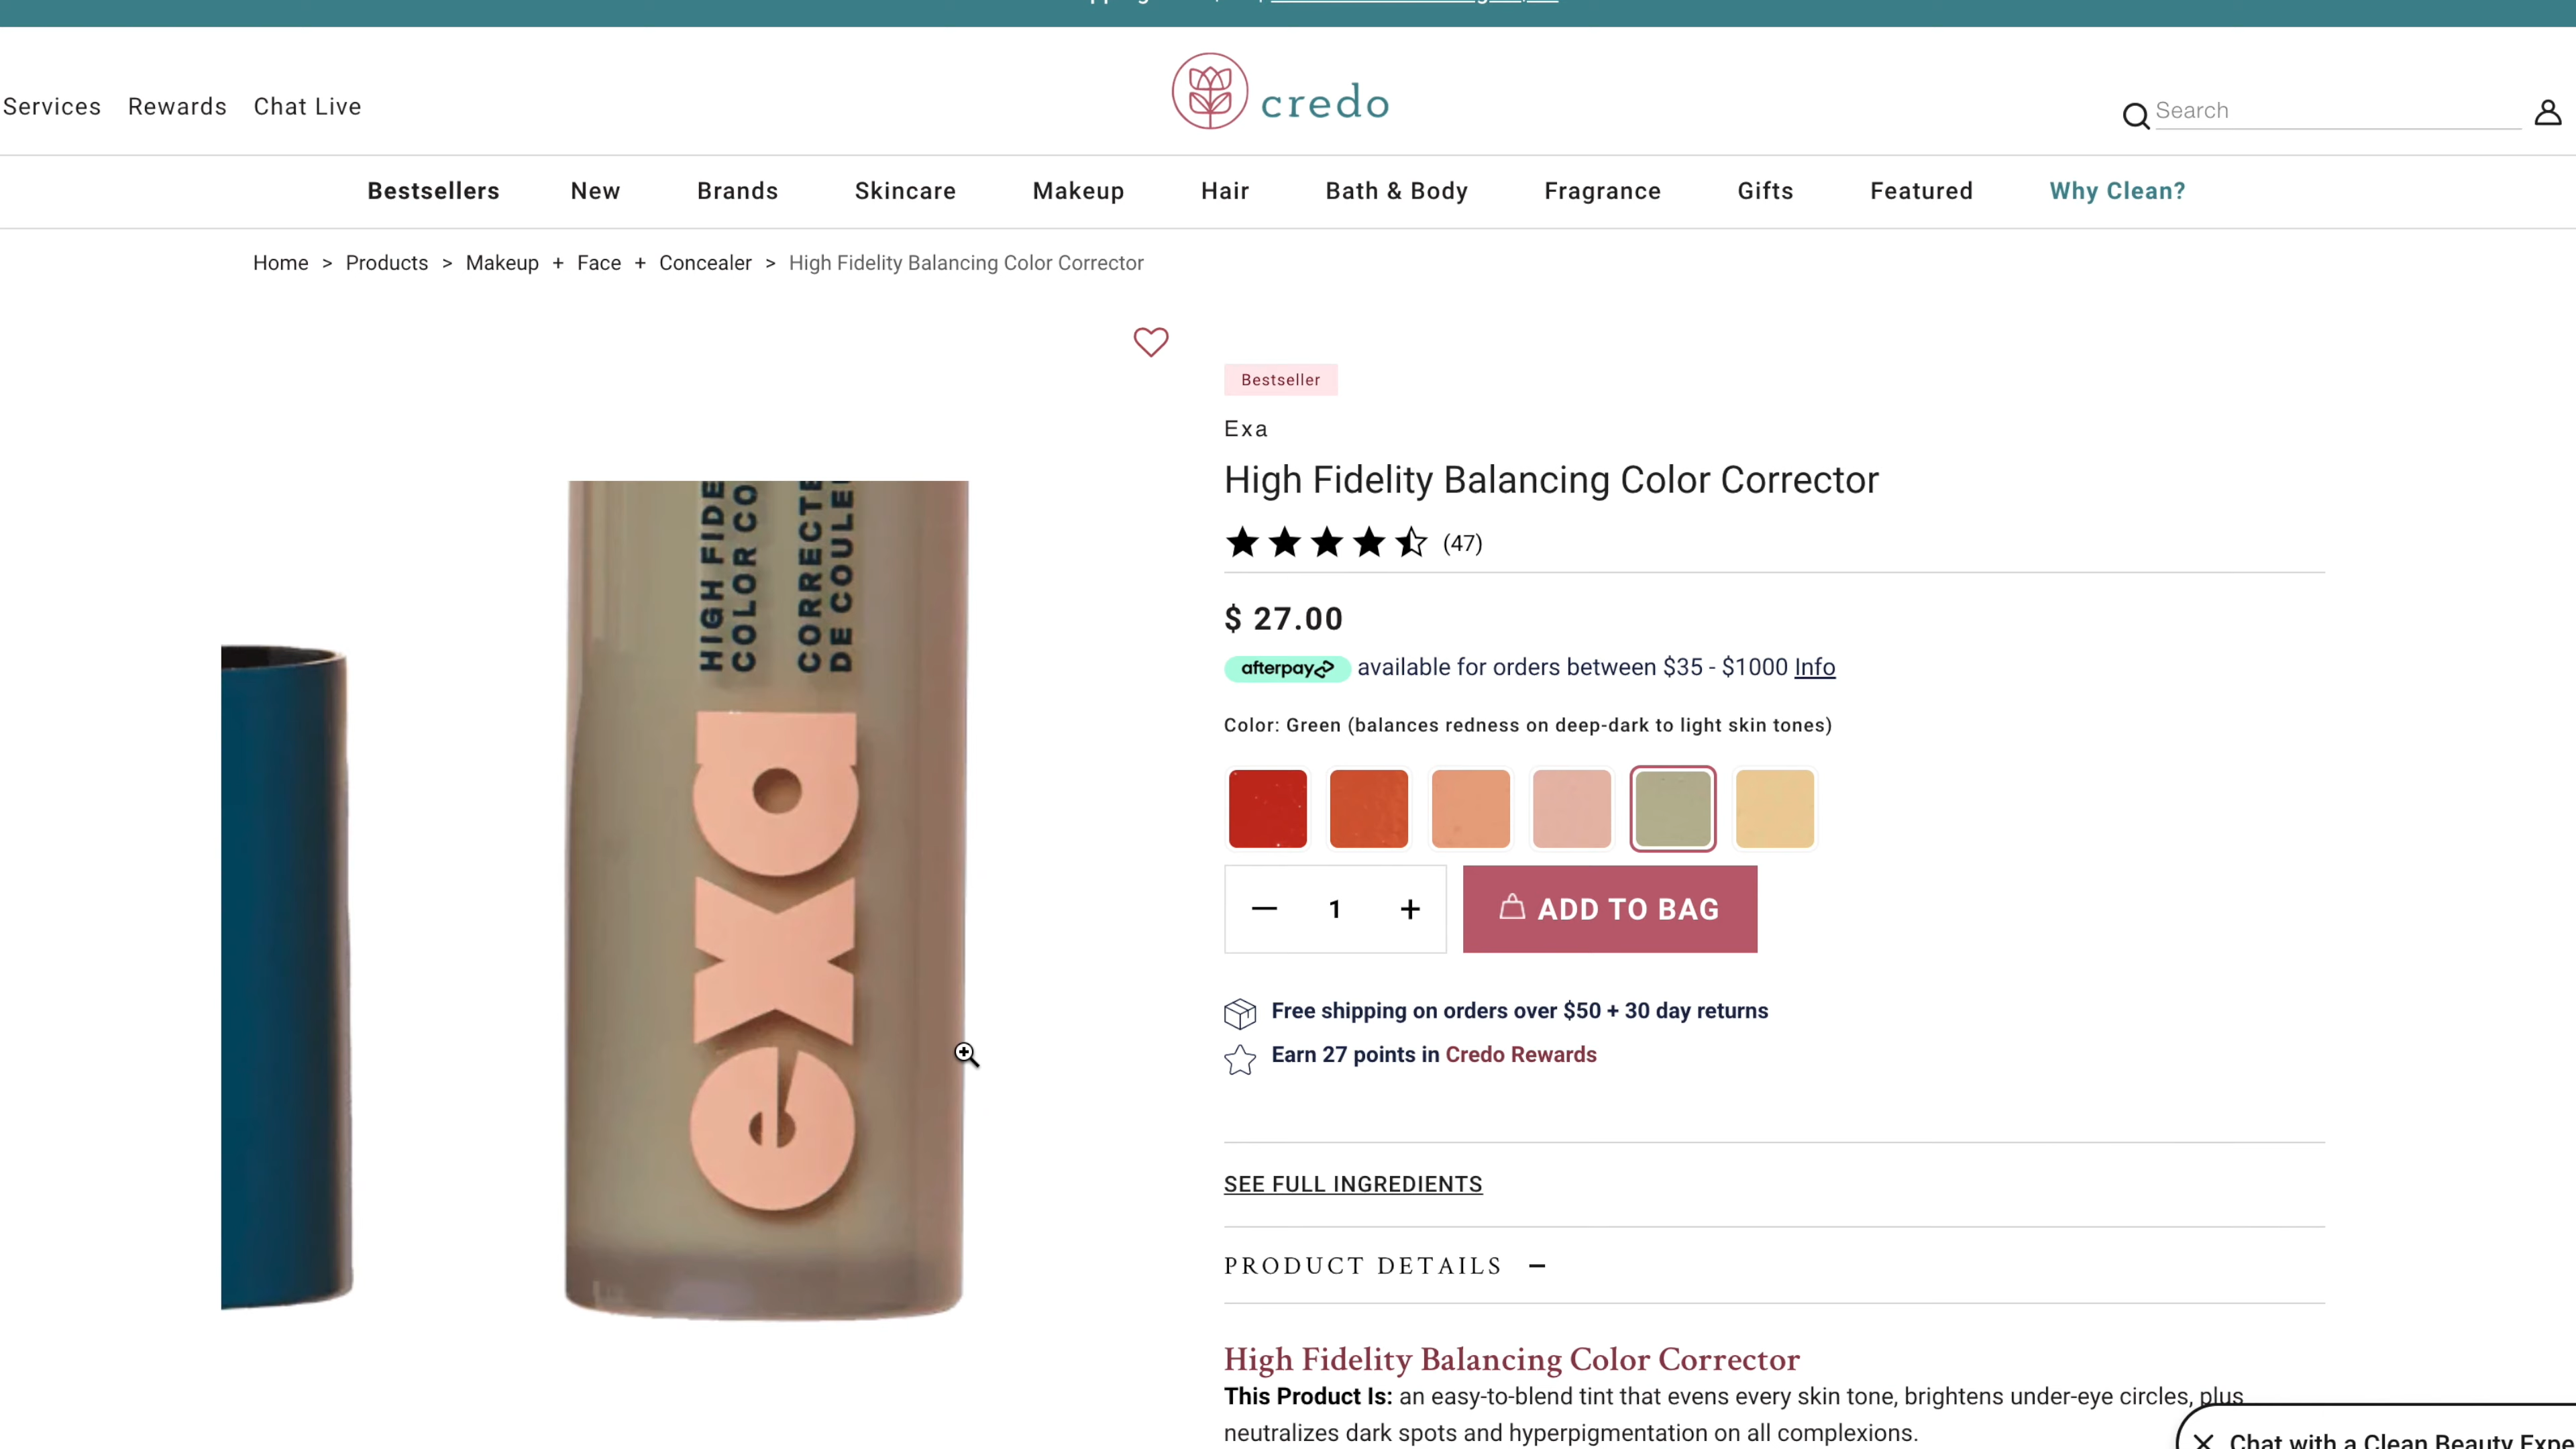 Services Rewards Chat Live
credo
Search
Bestsellers New Brands Skincare Makeup Hair Bath & Body Fragrance Gifts Featured Why Clean?
Home > Products > Makeup + Face + Concealer > High Fidelity Balancing Color Corrector
HIGH FIDE
COLOR CO
CORRECTE
DE COULE
exa
Bestseller
Exa
High Fidelity Balancing Color Corrector
(47)
$ 27.00
afterpay available for orders between $35 - $1000 Info
Color: Green (balances redness on deep-dark to light skin tones)
— 1 +
ADD TO BAG
Free shipping on orders over $50 + 30 day returns
Earn 27 points in Credo Rewards
SEE FULL INGREDIENTS
PRODUCT DETAILS –
High Fidelity Balancing Color Corrector
This Product Is: an easy-to-blend tint that evens every skin tone, brightens under-eye circles, plus
neutralizes dark spots and hyperpigmentation on all complexions.
Chat with a Clean Beauty Expe